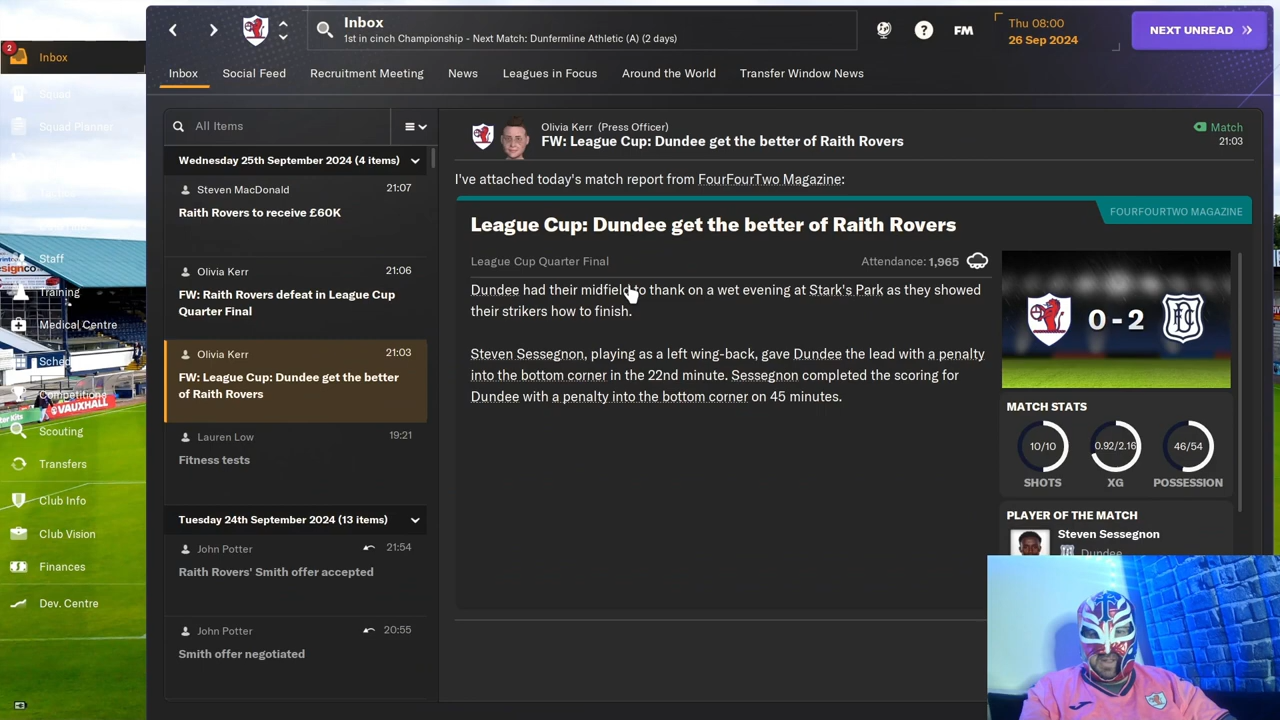 Inbox
1st in cinch Championship - Next Match: Dunfermline Athletic (A) (2 days)
FM
Thu 08:00
26 Sep 2024
NEXT UNREAD
2
Inbox
Squad
Squad Planner
Staff
Training
Medical Centre
Sched
Competitions
Scouting
Transfers
Club Info
Club Vision
Finances
Dev. Centre
VAUXHALL
Inbox
Social Feed
Recruitment Meeting
News
Leagues in Focus
Around the World
Transfer Window News
All Items
Wednesday 25th September 2024 (4 items)
Steven MacDonald 21:07
Raith Rovers to receive £60K
Olivia Kerr 21:06
FW: Raith Rovers defeat in League Cup
Quarter Final
Olivia Kerr 21:03
FW: League Cup: Dundee get the better
of Raith Rovers
Lauren Low 19:21
Fitness tests
Tuesday 24th September 2024 (13 items)
John Potter 21:54
Raith Rovers' Smith offer accepted
John Potter 20:55
Smith offer negotiated
Olivia Kerr (Press Officer)
FW: League Cup: Dundee get the better of Raith Rovers
Match
21:03
I've attached today's match report from FourFourTwo Magazine:
FOURFOURTWO MAGAZINE
League Cup: Dundee get the better of Raith Rovers
League Cup Quarter Final
Attendance: 1,965
Dundee had their midfield to thank on a wet evening at Stark's Park as they showed
their strikers how to finish.
Steven Sessegnon, playing as a left wing-back, gave Dundee the lead with a penalty
into the bottom corner in the 22nd minute. Sessegnon completed the scoring for
Dundee with a penalty into the bottom corner on 45 minutes.
0 - 2
MATCH STATS
10/10
0.92/2.16
46/54
SHOTS
XG
POSSESSION
PLAYER OF THE MATCH
Steven Sessegnon
Dundee